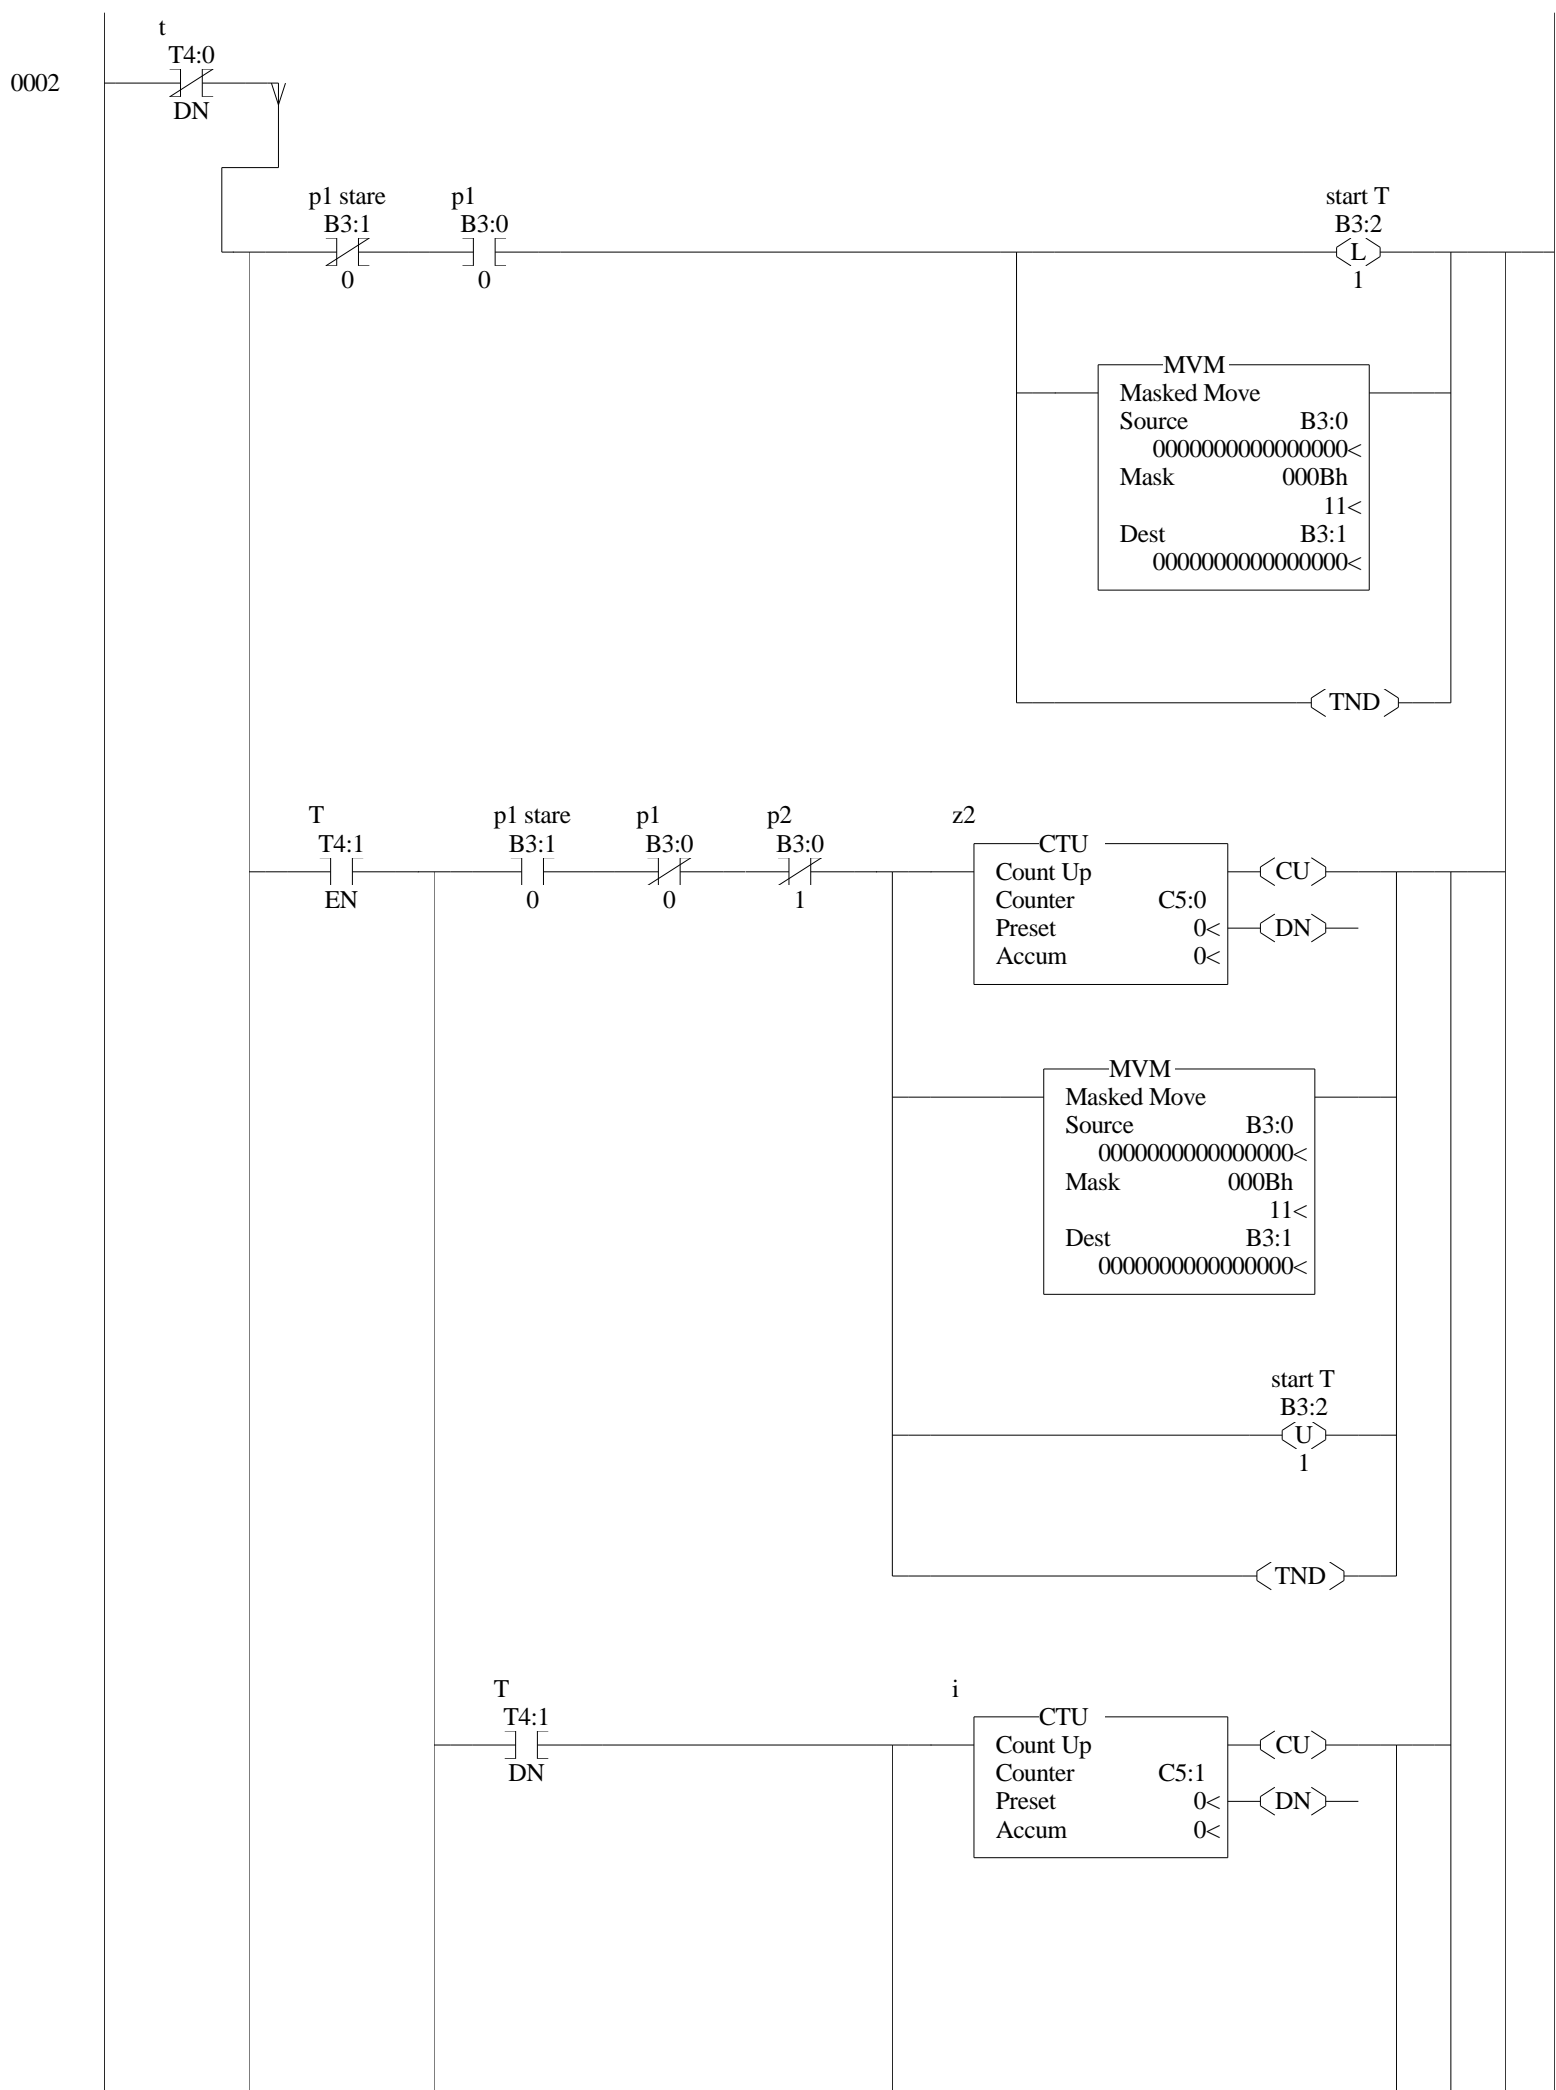 t
T4:0
0002
DN
p1 stare p1 start T
B3:1 B3:0 B3:2
L
0 0 1
MVM
Masked Move
Source B3:0
0000000000000000<
Mask 000Bh
11<
Dest B3:1
0000000000000000<
TND
T p1 stare p1 p2 z2
T4:1 B3:1 B3:0 B3:0 CTU
Count Up CU
EN 0 0 1 Counter C5:0
Preset 0< DN
Accum 0<
MVM
Masked Move
Source B3:0
0000000000000000<
Mask 000Bh
11<
Dest B3:1
0000000000000000<
start T
B3:2
U
1
TND
T i
T4:1 CTU
Count Up CU
DN Counter C5:1
Preset 0< DN
Accum 0<